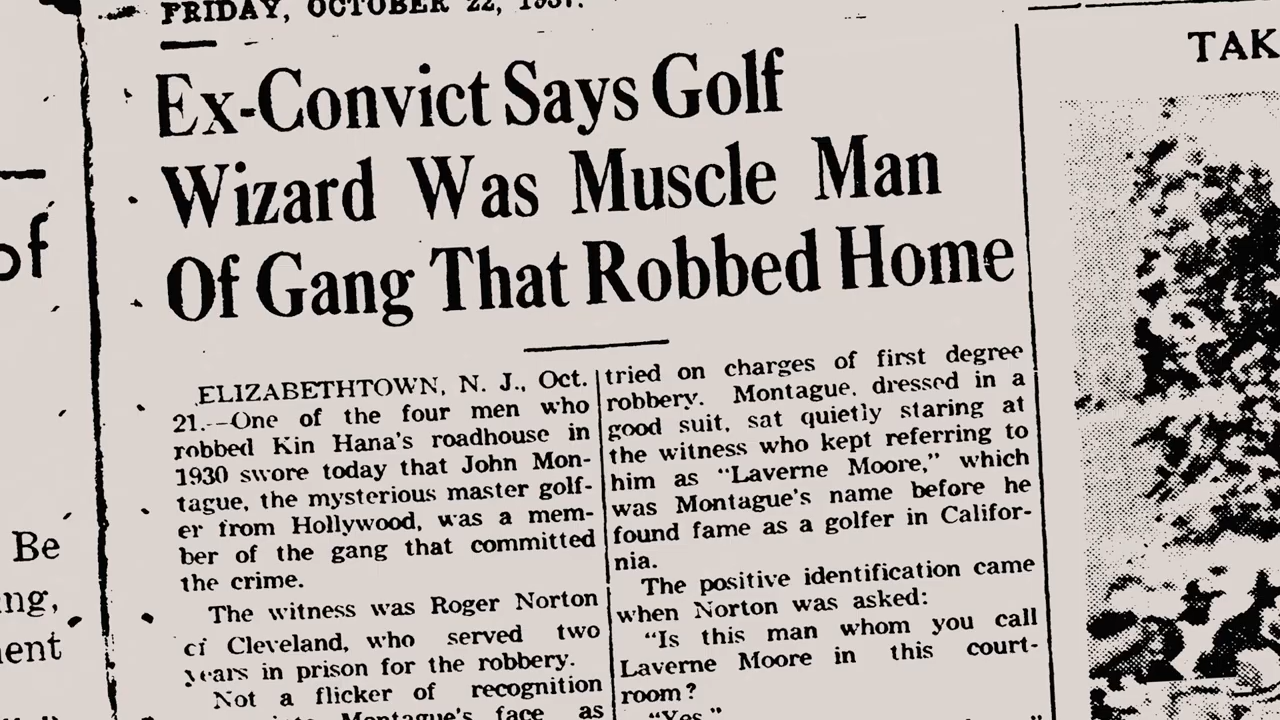 FRIDAY, OCTOBER 22, 1937.
Ex-Convict Says Golf
Wizard Was Muscle Man
Of Gang That Robbed Home
ELIZABETHTOWN, N. J., Oct.
21.--One of the four men who
robbed Kin Hana's roadhouse in
1930 swore today that John Mon-
tague, the mysterious master golf-
er from Hollywood, was a mem-
ber of the gang that committed
the crime.
The witness was Roger Norton
of Cleveland, who served two
years in prison for the robbery.
Not a flicker of recognition
Montague's face as
tried on charges of first degree
robbery. Montague, dressed in a
good suit, sat quietly staring at
the witness who kept referring to
him as "Laverne Moore," which
was Montague's name before he
found fame as a golfer in Califor-
nia.
The positive identification came
when Norton was asked:
"Is this man whom you call
Laverne Moore in this court-
room?
"Yes."
TAK
of
Be
ng,
ent